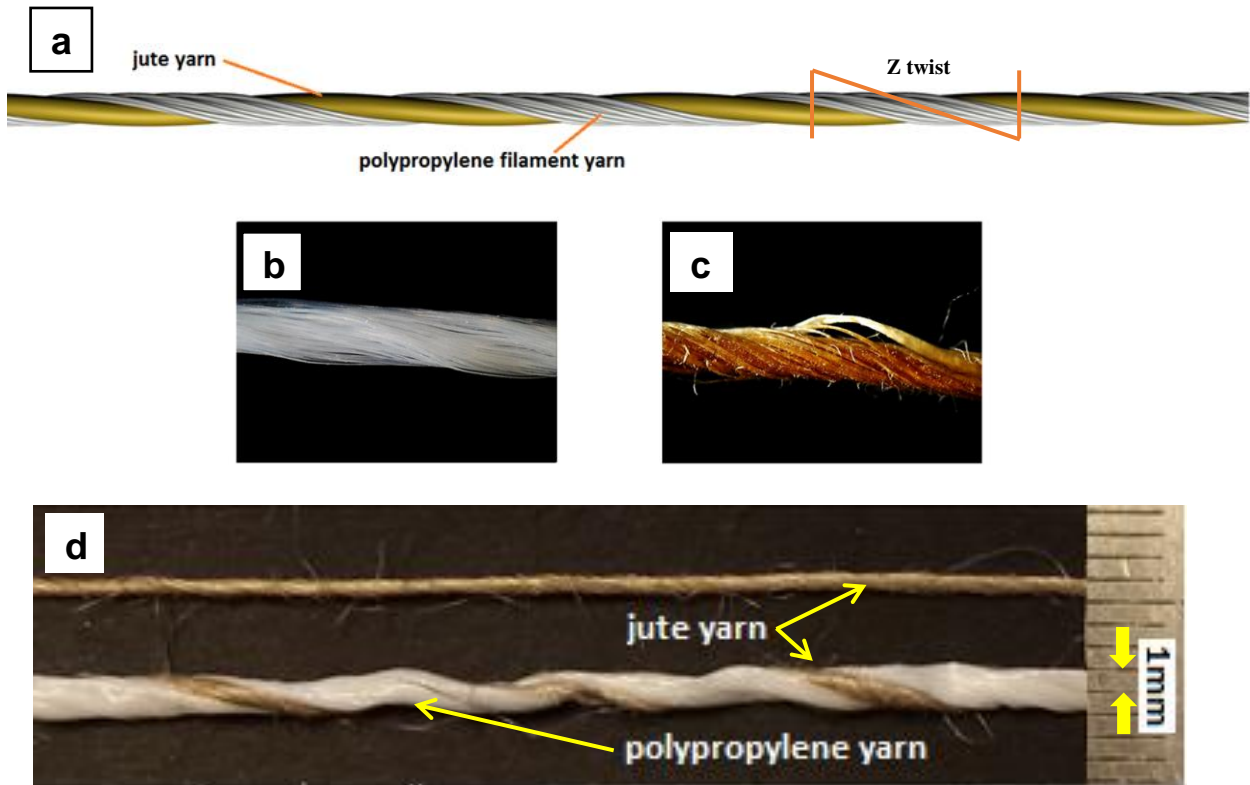 a
jute yarn
Z twist
polypropylene filament yarn
b
c
d
jute yarn
1mm
polypropylene yarn